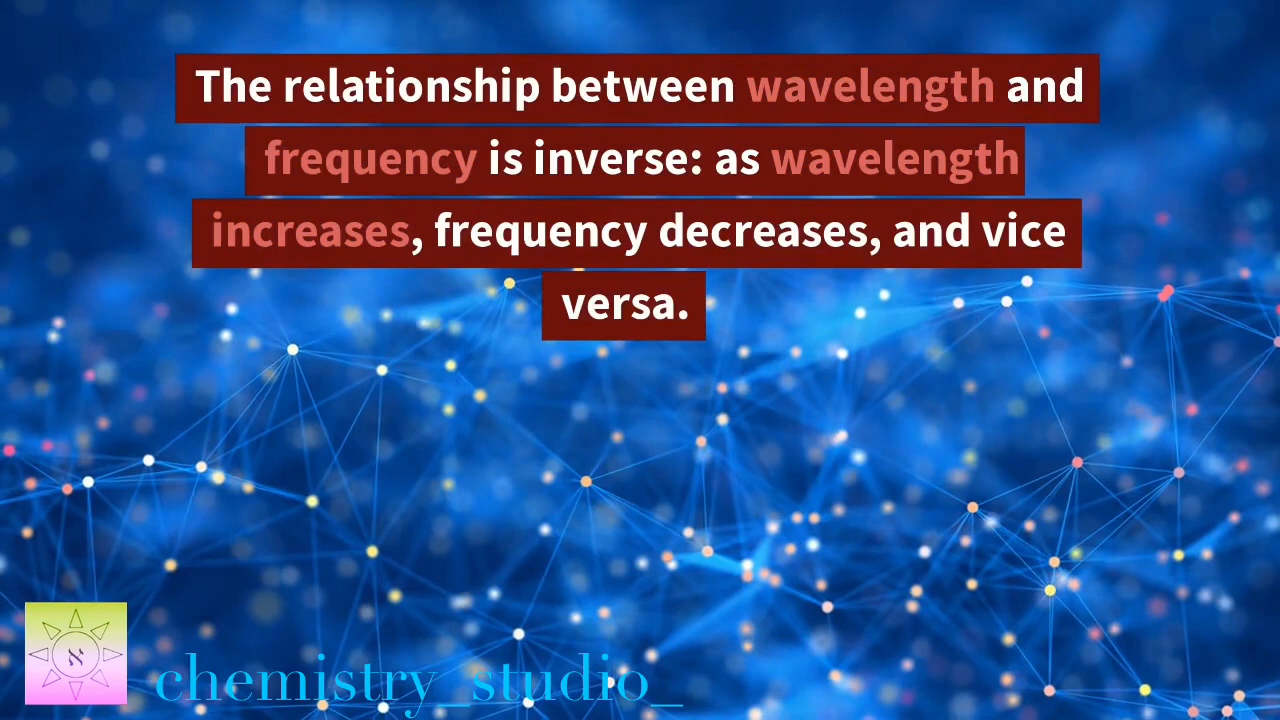 The relationship between wavelength and
frequency is inverse: as wavelength
increases, frequency decreases, and vice
versa.
א
chemistry_studio_